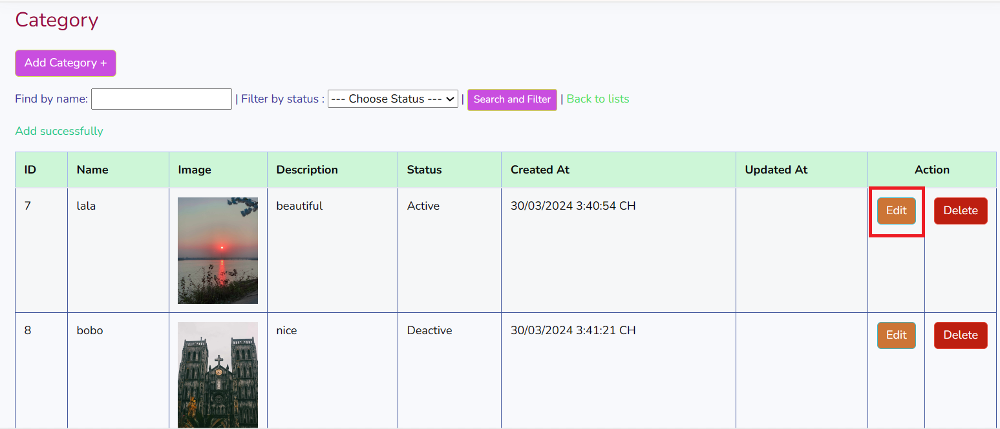 Category
Add Category +
Find by name: | Filter by status : --- Choose Status --- | Search and Filter | Back to lists
Add successfully
ID Name Image Description Status Created At Updated At Action
7 lala beautiful Active 30/03/2024 3:40:54 CH Edit Delete
8 bobo nice Deactive 30/03/2024 3:41:21 CH Edit Delete